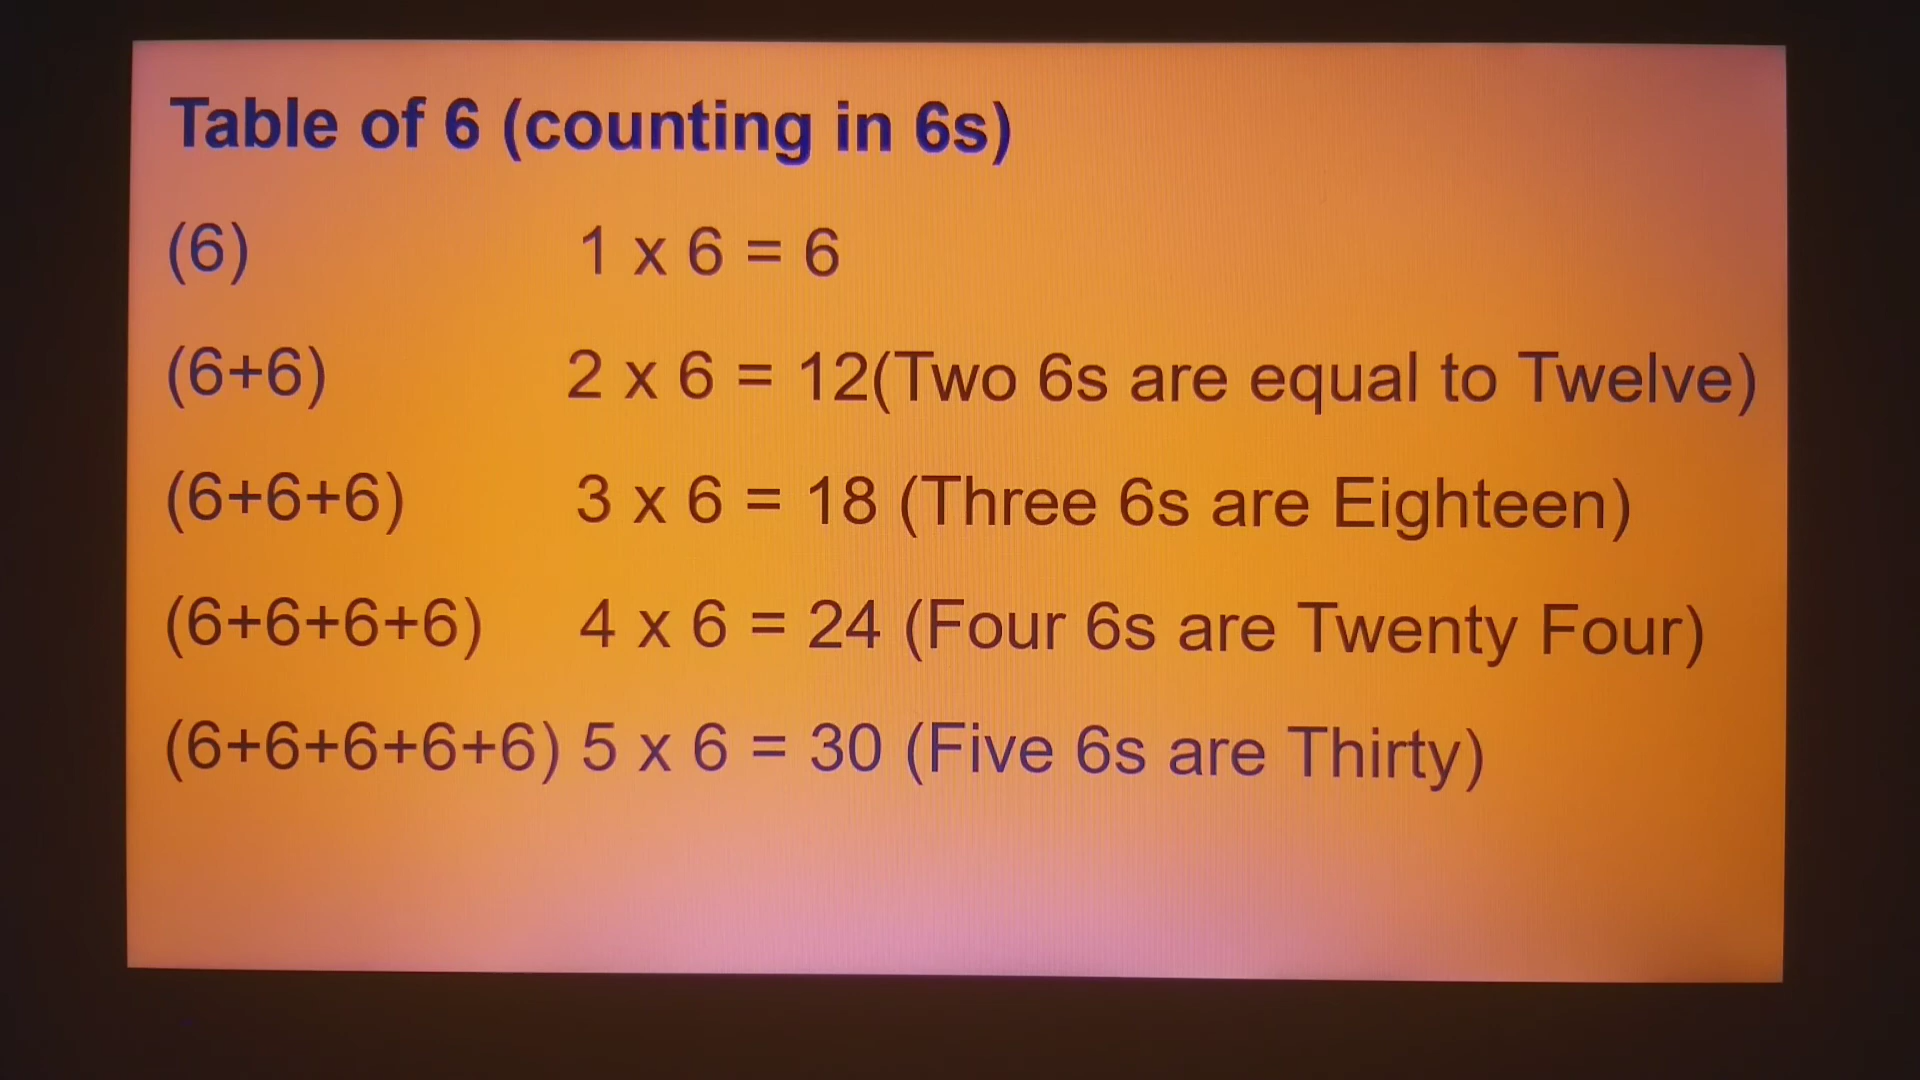 Table of 6 (counting in 6s)
(6) 1 x 6 = 6
(6+6) 2 x 6 = 12(Two 6s are equal to Twelve)
(6+6+6) 3 x 6 = 18 (Three 6s are Eighteen)
(6+6+6+6) 4 x 6 = 24 (Four 6s are Twenty Four)
(6+6+6+6+6) 5 x 6 = 30 (Five 6s are Thirty)